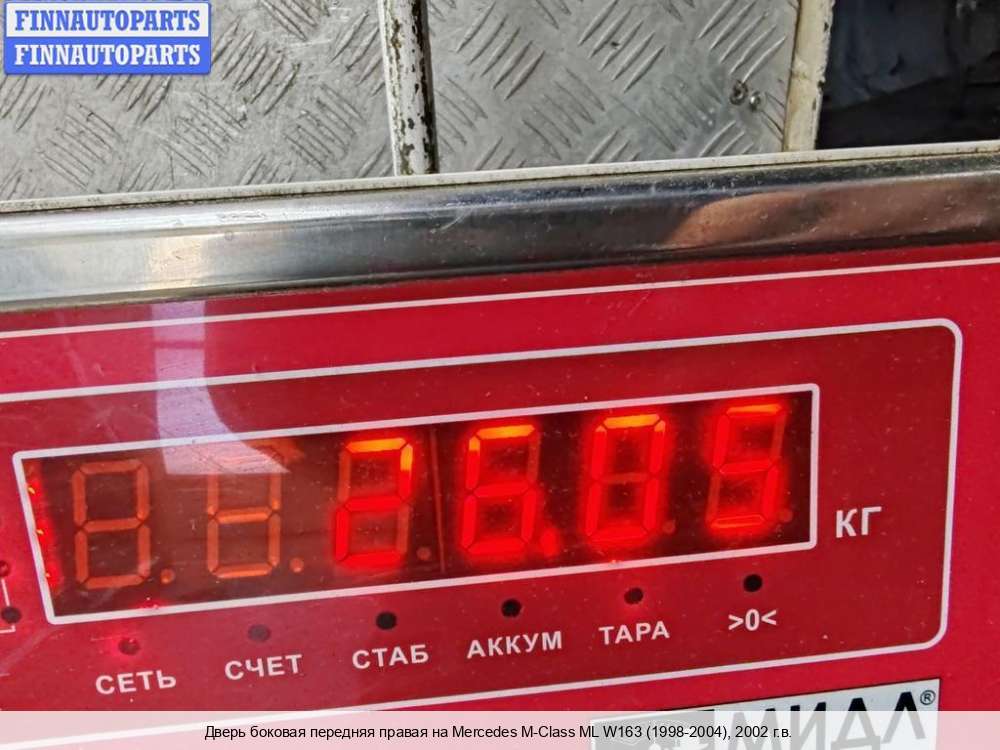 FINNAUTOPARTS
FINNAUTOPARTS
26.05
КГ
СЕТЬ СЧЕТ СТАБ АККУМ ТАРА >0<
МИДЛ®
Дверь боковая передняя правая на Mercedes M-Class ML W163 (1998-2004), 2002 г.в.